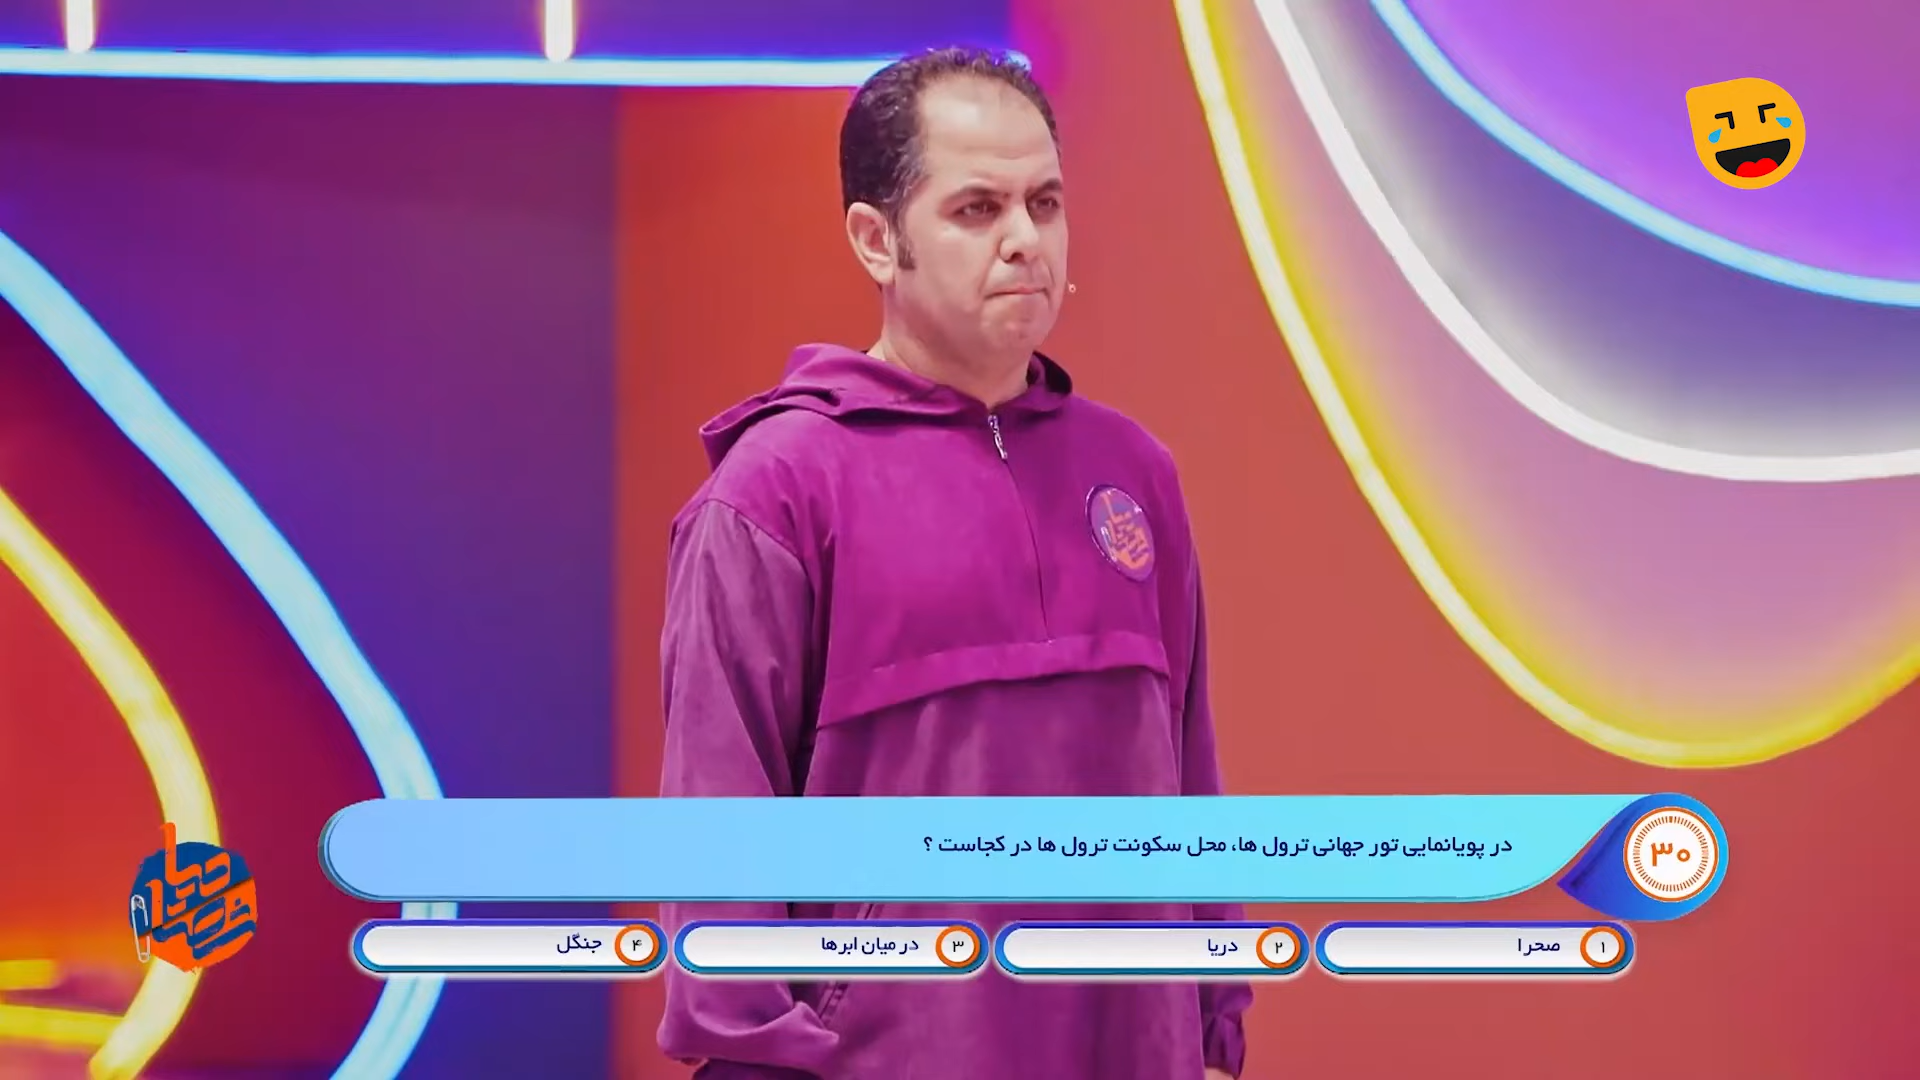 در پویانمایی تور جهانی ترول ها، محل سکونت ترول ها در کجاست ؟
۳۰
۱ صحرا
۲ دریا
۳ در میان ابرها
۴ جنگل